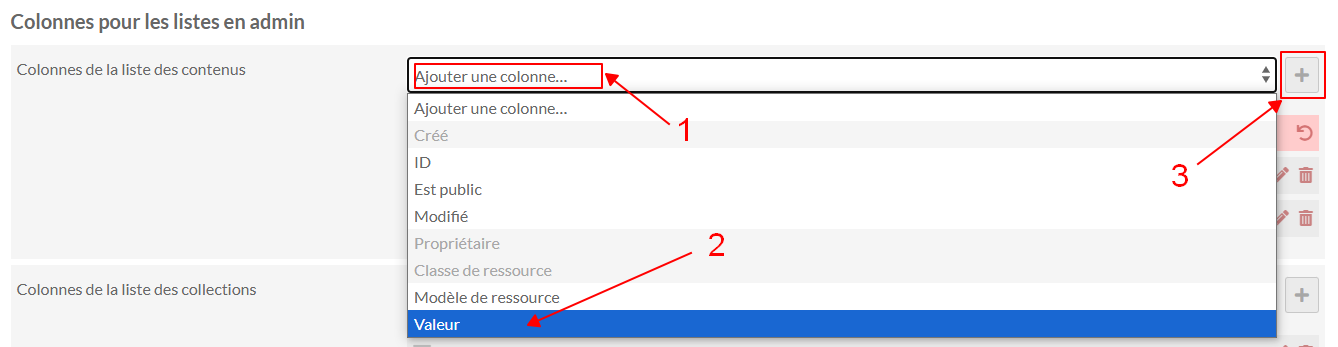 Colonnes pour les listes en admin
Colonnes de la liste des contenus
Ajouter une colonne...
Ajouter une colonne...
1
Créé
ID
3
Est public
Modifié
Propriétaire
2
Classe de ressource
Colonnes de la liste des collections
Modèle de ressource
Valeur